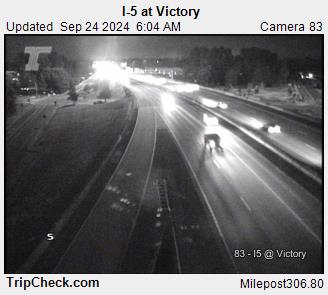 I-5 at Victory
Updated Sep 24 2024 6:04 AM Camera 83
S
83 - I5 @ Victory
TripCheck.com Milepost306.80